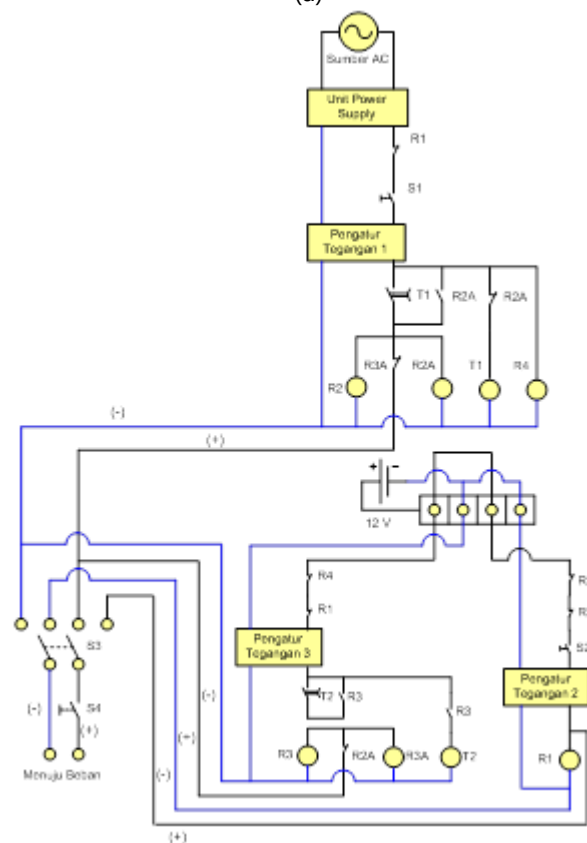 (a)
Sumber AC
Unit Power
Supply
R1
S1
Pengatur
Tegangan 1
T1
R2A
R2A
R3A
R2A
T1
R4
R2
(-)
(+)
+
-
12 V
R4
R1
Pengatur
Tegangan 3
T2
R3
R3
R3
R2A
R3A
T2
Pengatur
Tegangan 2
R1
S3
S4
(-)
(+)
Menuju Beban
(-)
(+)
(-)
(+)